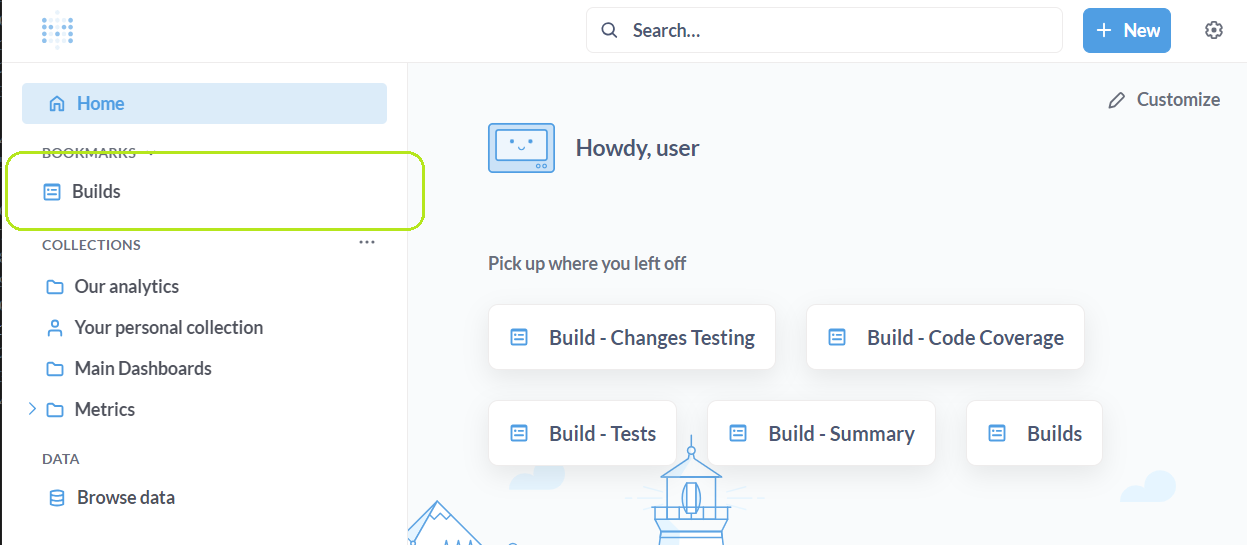 Search...
+ New
Home
Customize
BOOKMARKS
Howdy, user
Builds
COLLECTIONS
...
Pick up where you left off
Our analytics
Your personal collection
Build - Changes Testing
Build - Code Coverage
Main Dashboards
Metrics
Build - Tests
Build - Summary
Builds
DATA
Browse data